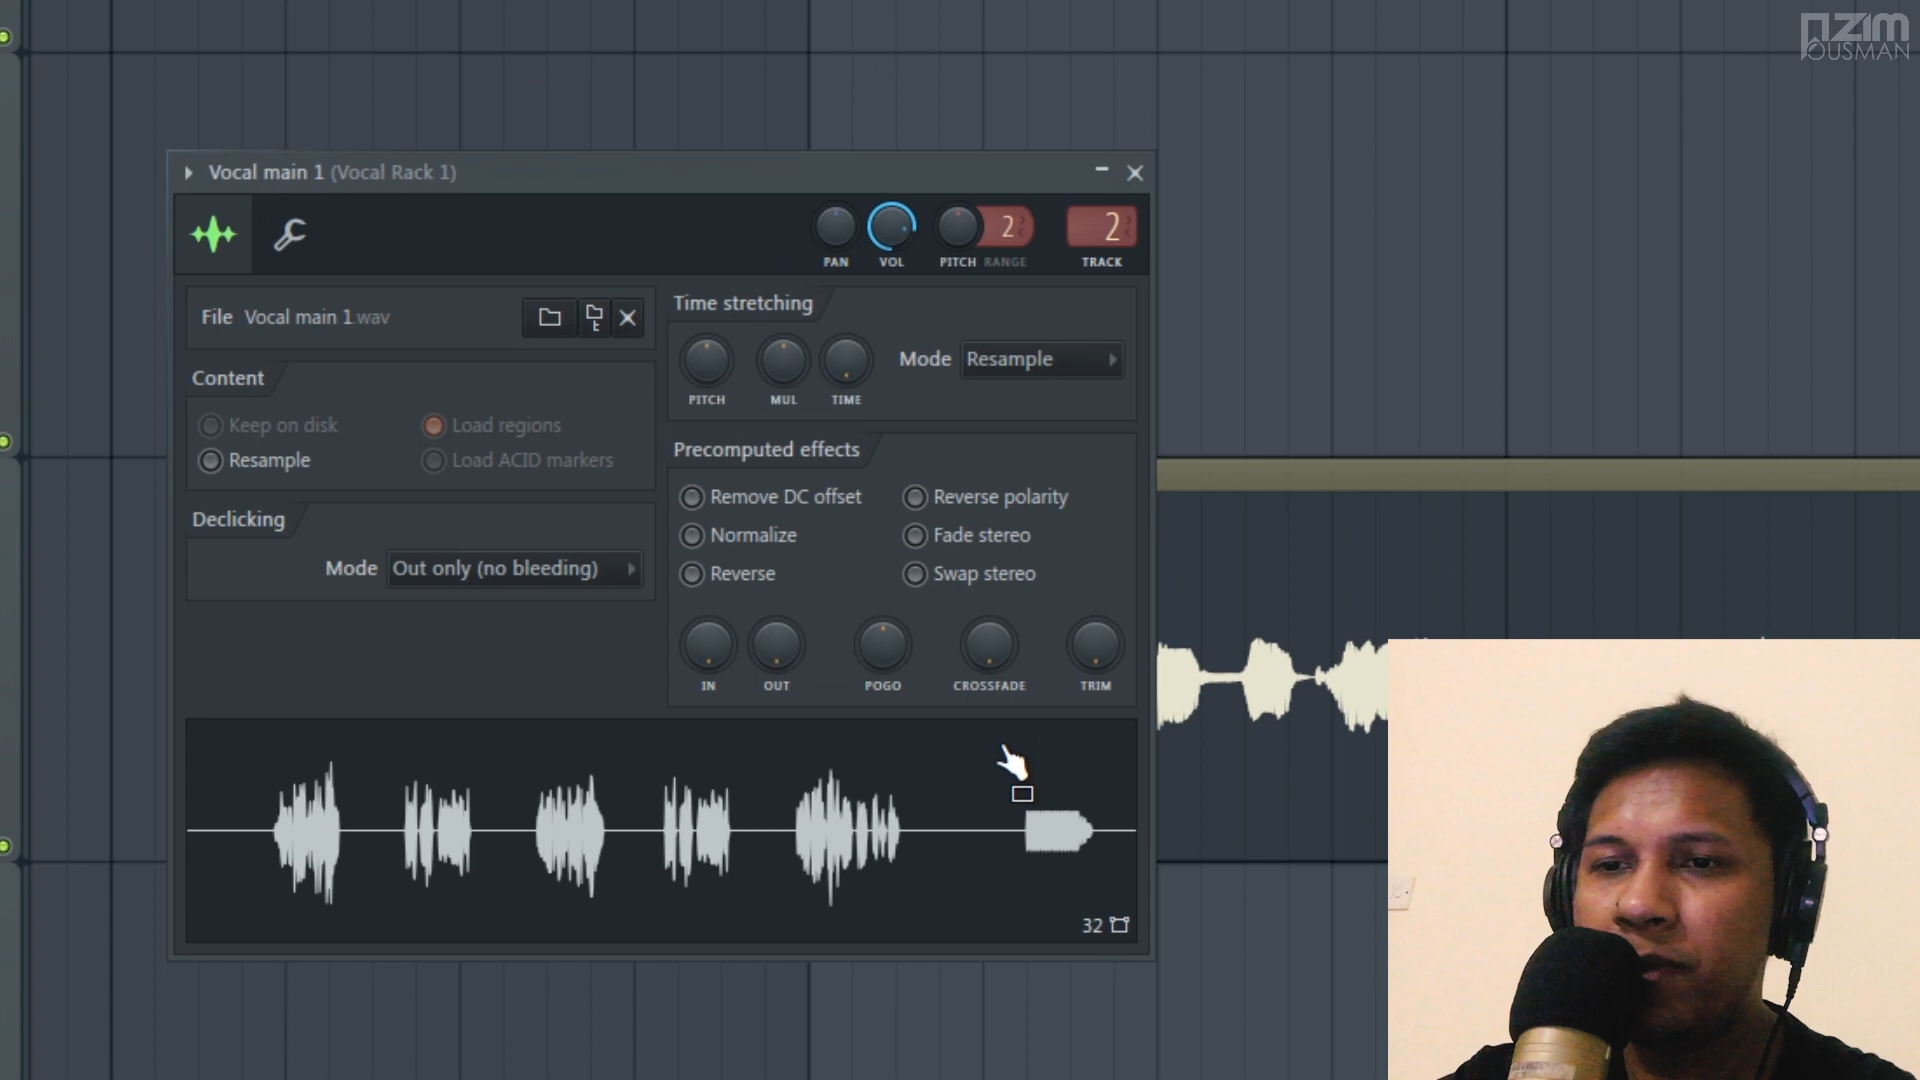 AZIM
OUSMAN
Vocal main 1 (Vocal Rack 1)
2
2
PAN
VOL
PITCH RANGE
TRACK
File Vocal main 1.wav
Time stretching
Mode Resample
PITCH
MUL
TIME
Content
Keep on disk
Load regions
Resample
Load ACID markers
Precomputed effects
Remove DC offset
Reverse polarity
Normalize
Fade stereo
Reverse
Swap stereo
Declicking
Mode Out only (no bleeding)
IN
OUT
POGO
CROSSFADE
TRIM
32